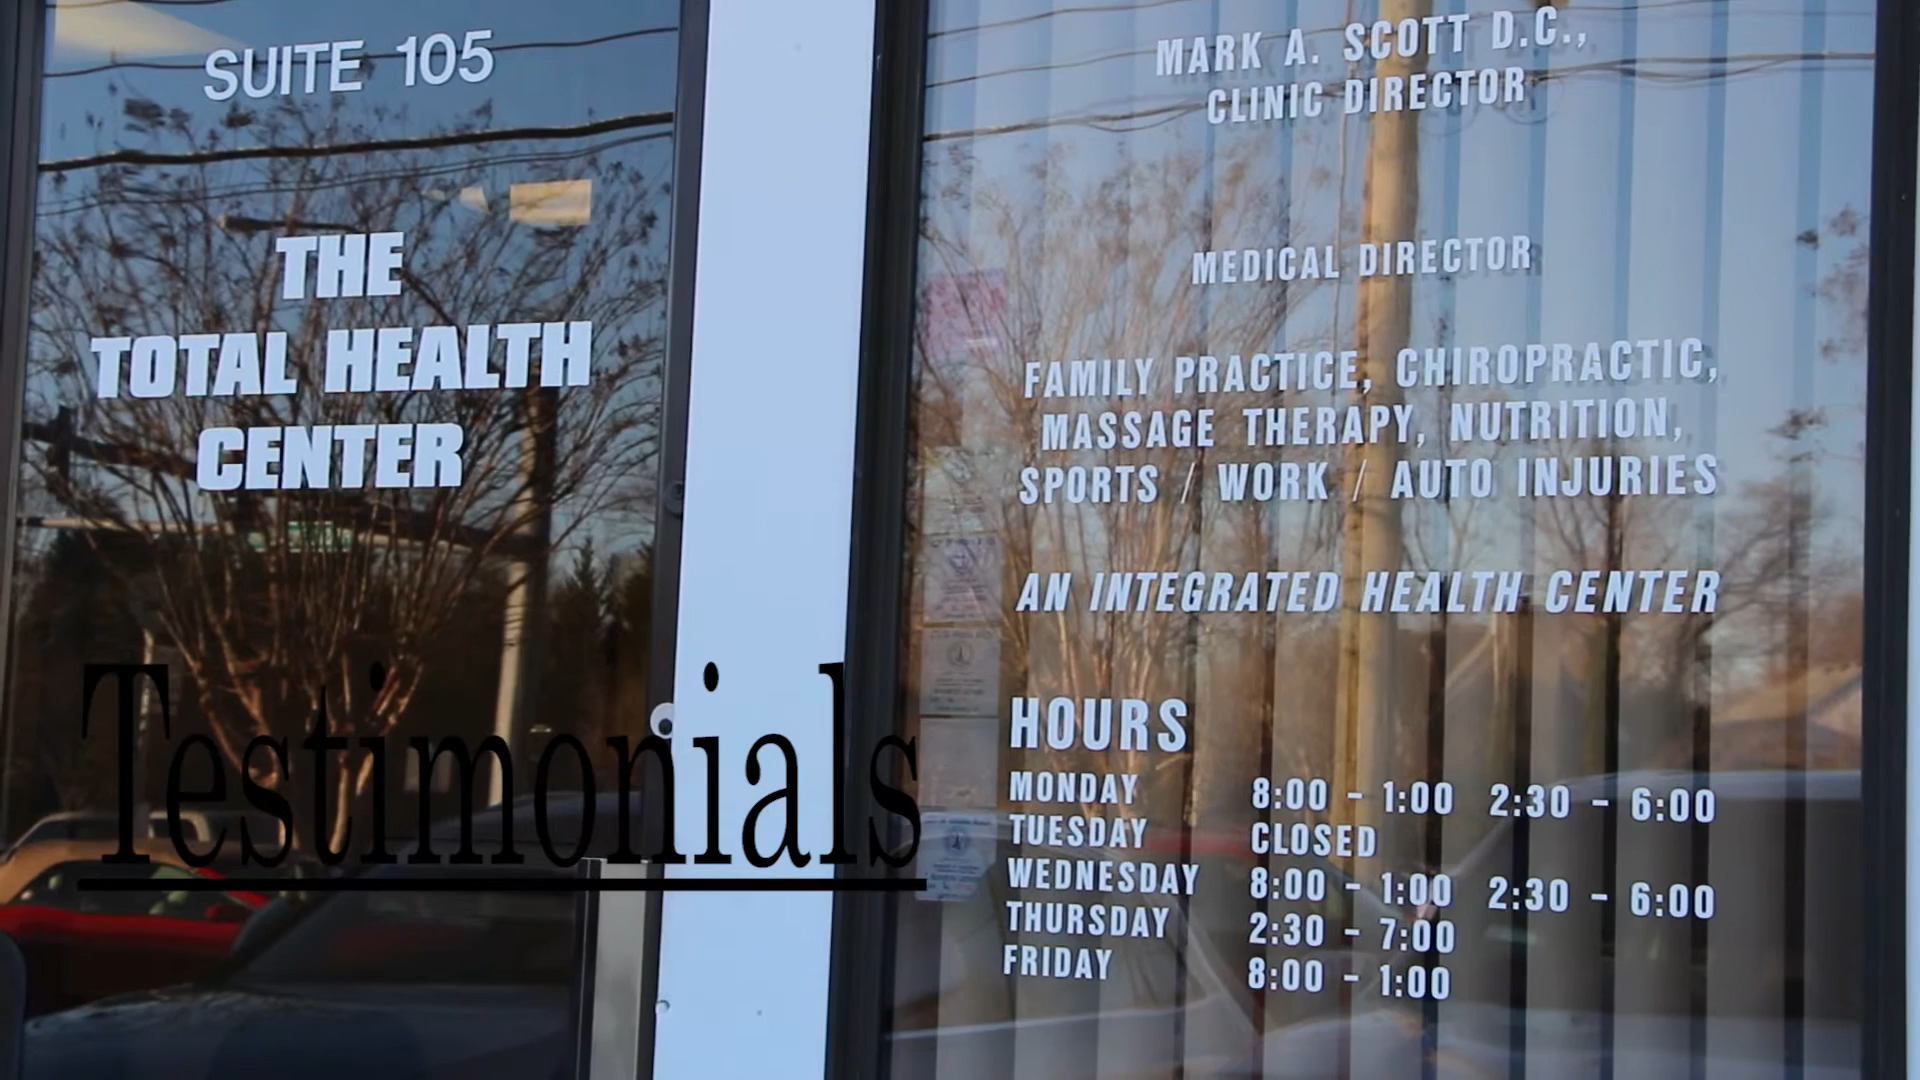 SUITE 105
THE
TOTAL HEALTH
CENTER
Testimonials
MARK A. SCOTT D.C.,
CLINIC DIRECTOR
MEDICAL DIRECTOR
FAMILY PRACTICE, CHIROPRACTIC,
MASSAGE THERAPY, NUTRITION,
SPORTS / WORK / AUTO INJURIES
AN INTEGRATED HEALTH CENTER
HOURS
MONDAY 8:00 - 1:00 2:30 - 6:00
TUESDAY CLOSED
WEDNESDAY 8:00 - 1:00 2:30 - 6:00
THURSDAY 2:30 - 7:00
FRIDAY 8:00 - 1:00